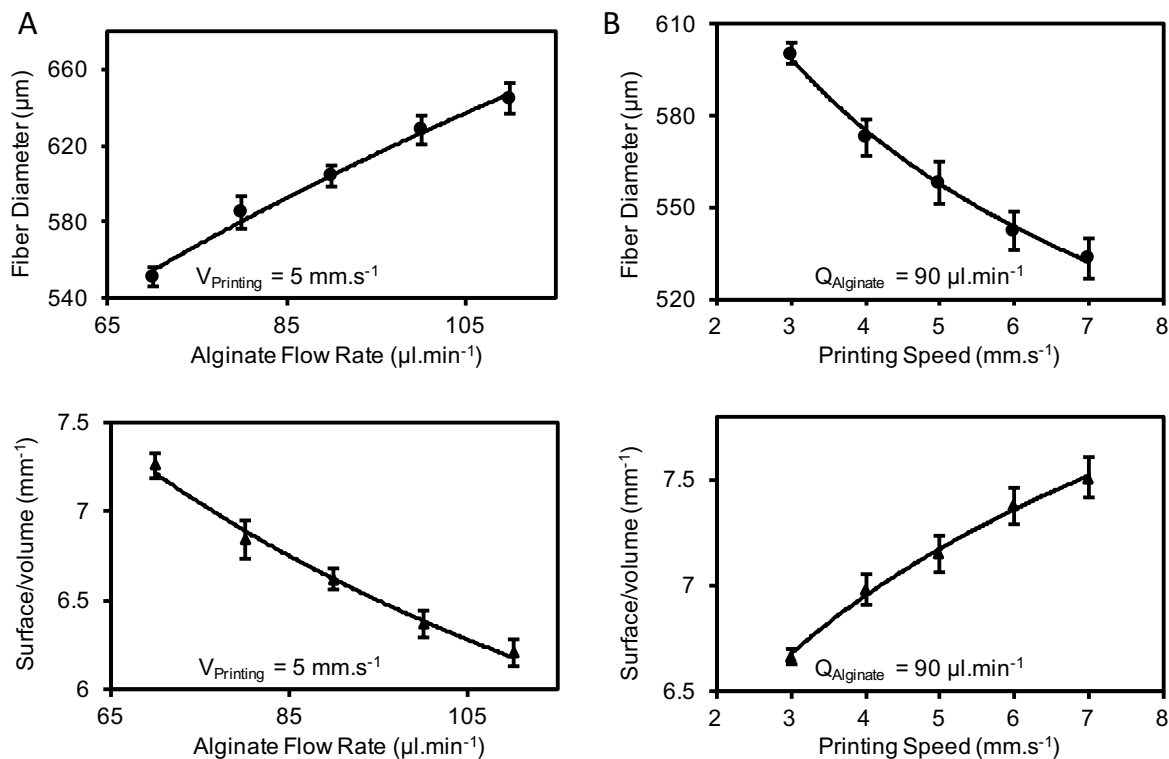 A
Fiber Diameter (µm)
660
620
580
540
65
85
105
V_Printing = 5 mm.s⁻¹
Alginate Flow Rate (µl.min⁻¹)
B
Fiber Diameter (µm)
610
580
550
520
2
3
4
5
6
7
8
Q_Alginate = 90 µl.min⁻¹
Printing Speed (mm.s⁻¹)
Surface/volume (mm⁻¹)
7.5
7
6.5
6
65
85
105
V_Printing = 5 mm.s⁻¹
Alginate Flow Rate (µl.min⁻¹)
Surface/volume (mm⁻¹)
7.5
7
6.5
2
3
4
5
6
7
8
Q_Alginate = 90 µl.min⁻¹
Printing Speed (mm.s⁻¹)